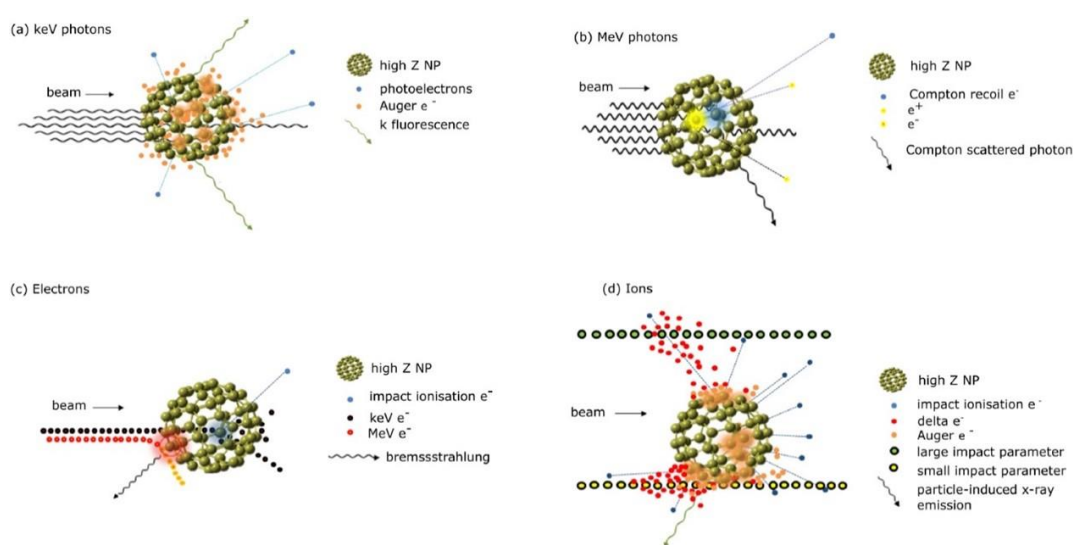 (a) keV photons
beam
high Z NP
photoelectrons
Auger e⁻
k fluorescence
(b) MeV photons
beam
high Z NP
Compton recoil e⁻
e⁺
e⁻
Compton scattered photon
(c) Electrons
beam
high Z NP
impact ionisation e⁻
keV e⁻
MeV e⁻
bremssstrahlung
(d) Ions
beam
high Z NP
impact ionisation e⁻
delta e⁻
Auger e⁻
large impact parameter
small impact parameter
particle-induced x-ray
emission